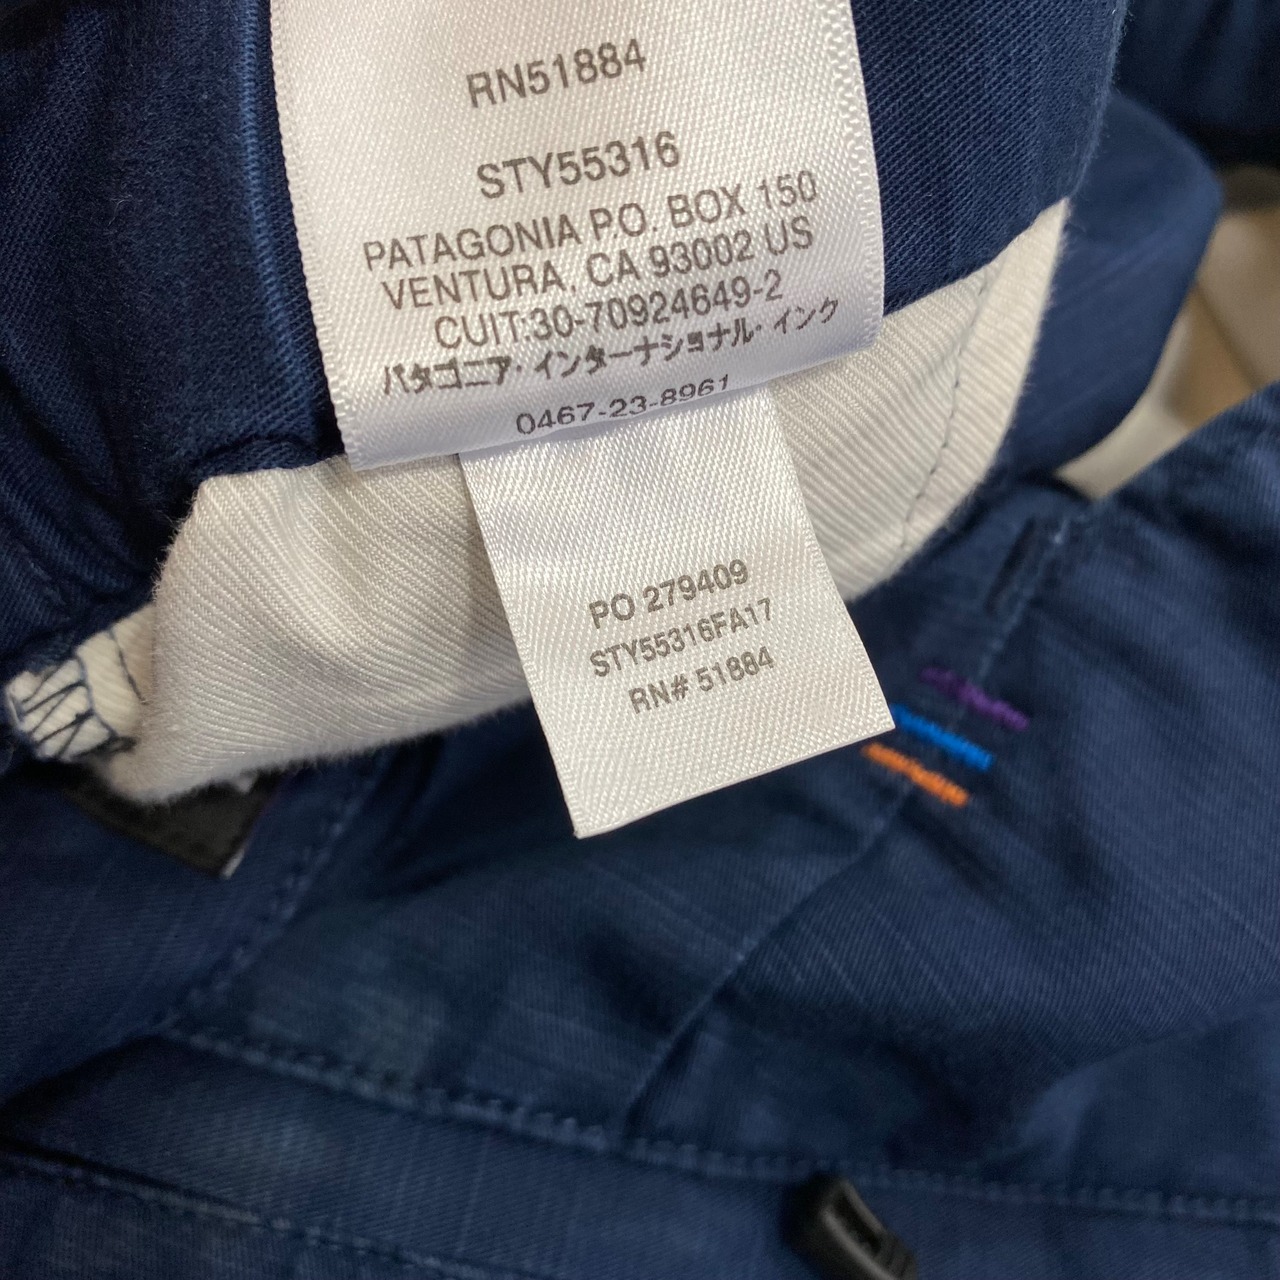 RN51884
STY55316
PATAGONIA P.O. BOX 150
VENTURA, CA 93002 US
CUIT:30-70924649-2
パタゴニア・インターナショナル・インク
0467-23-8961
PO 279409
STY55316FA17
RN# 51884